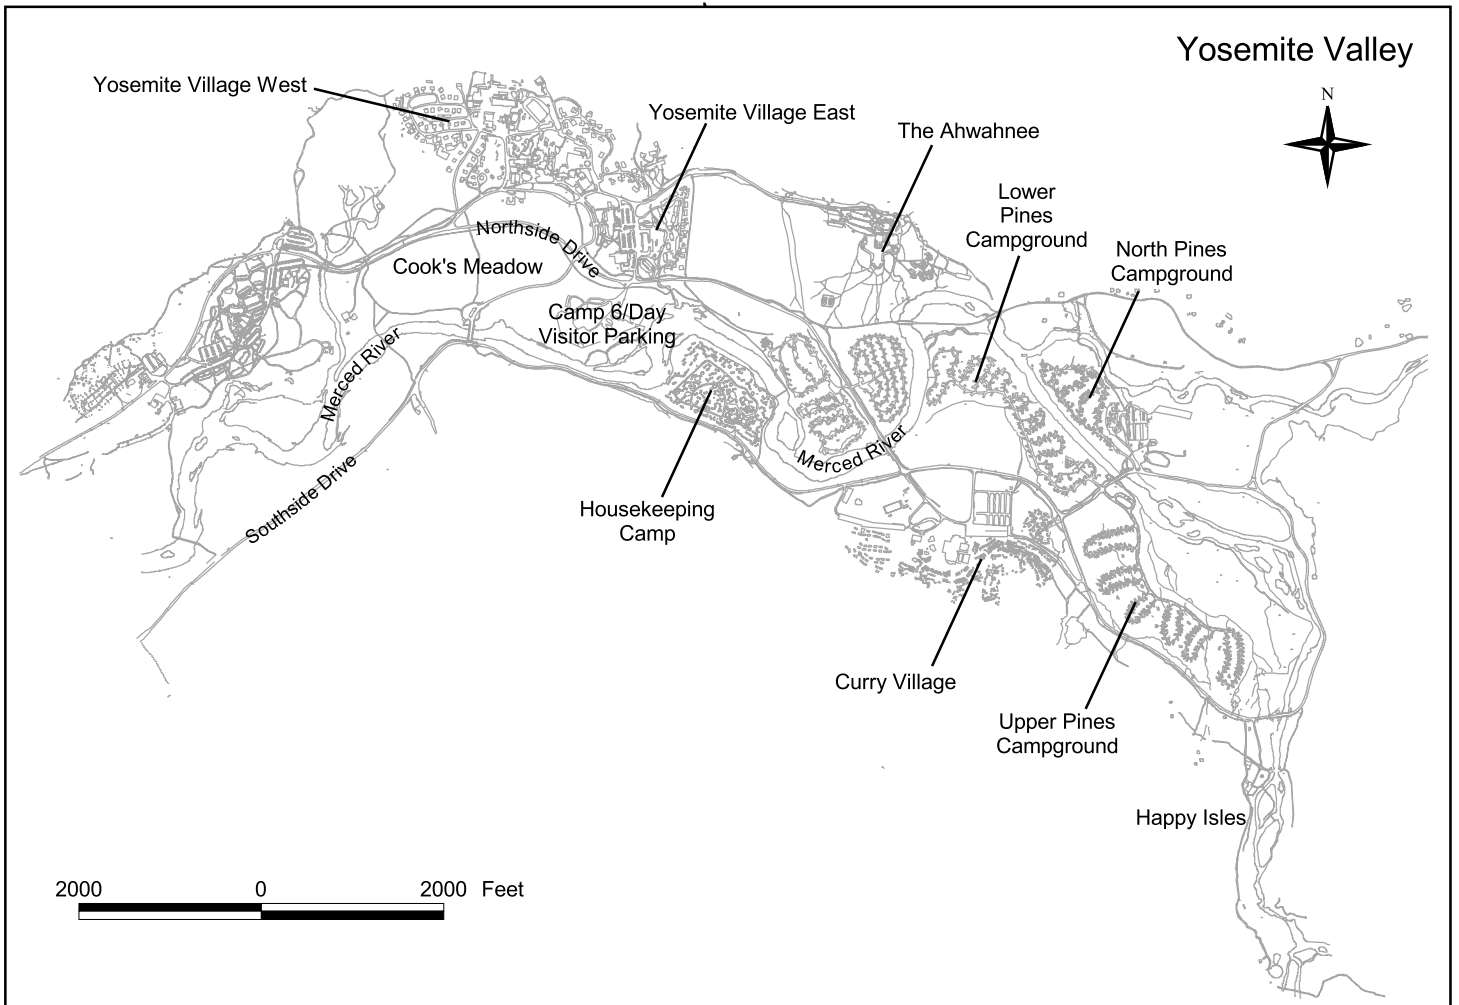 Yosemite Valley
N
Yosemite Village West
Yosemite Village East
The Ahwahnee
Lower
Pines
Campground
North Pines
Campground
Northside Drive
Cook's Meadow
Camp 6/Day
Visitor Parking
Merced River
Merced River
Southside Drive
Housekeeping
Camp
Curry Village
Upper Pines
Campground
Happy Isles
2000 0 2000 Feet